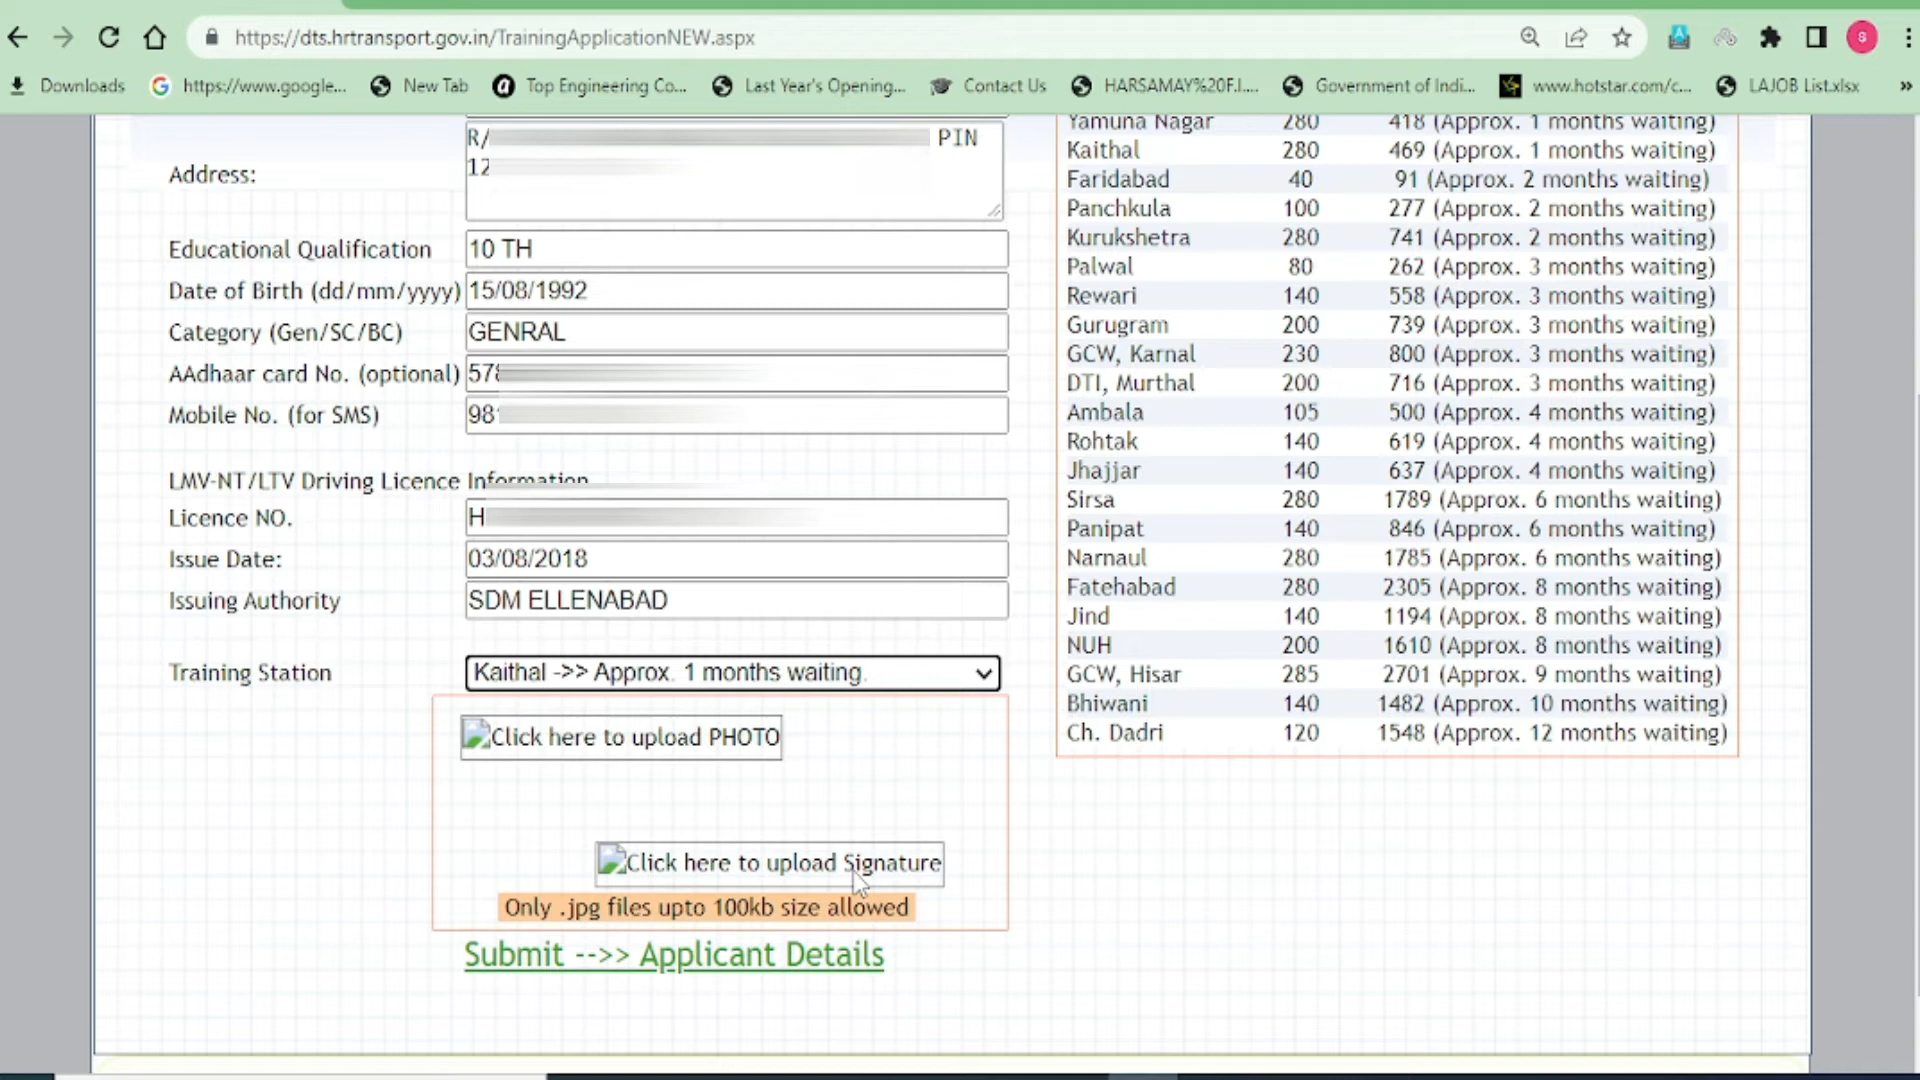 https://dts.hrtransport.gov.in/TrainingApplicationNEW.aspx
S
Downloads https://www.google... New Tab Top Engineering Co... Last Year's Opening... Contact Us HARSAMAY%20F.I.... Government of Indi... www.hotstar.com/c... LAJOB List.xlsx »
Address:
R/ PIN
12
Educational Qualification 10 TH
Date of Birth (dd/mm/yyyy) 15/08/1992
Category (Gen/SC/BC) GENRAL
AAdhaar card No. (optional) 578
Mobile No. (for SMS) 98
LMV-NT/LTV Driving Licence Information
Licence NO. H
Issue Date: 03/08/2018
Issuing Authority SDM ELLENABAD
Training Station Kaithal ->> Approx. 1 months waiting.
Click here to upload PHOTO
Click here to upload Signature
Only .jpg files upto 100kb size allowed
Submit -->> Applicant Details
Yamuna Nagar 280 418 (Approx. 1 months waiting)
Kaithal 280 469 (Approx. 1 months waiting)
Faridabad 40 91 (Approx. 2 months waiting)
Panchkula 100 277 (Approx. 2 months waiting)
Kurukshetra 280 741 (Approx. 2 months waiting)
Palwal 80 262 (Approx. 3 months waiting)
Rewari 140 558 (Approx. 3 months waiting)
Gurugram 200 739 (Approx. 3 months waiting)
GCW, Karnal 230 800 (Approx. 3 months waiting)
DTI, Murthal 200 716 (Approx. 3 months waiting)
Ambala 105 500 (Approx. 4 months waiting)
Rohtak 140 619 (Approx. 4 months waiting)
Jhajjar 140 637 (Approx. 4 months waiting)
Sirsa 280 1789 (Approx. 6 months waiting)
Panipat 140 846 (Approx. 6 months waiting)
Narnaul 280 1785 (Approx. 6 months waiting)
Fatehabad 280 2305 (Approx. 8 months waiting)
Jind 140 1194 (Approx. 8 months waiting)
NUH 200 1610 (Approx. 8 months waiting)
GCW, Hisar 285 2701 (Approx. 9 months waiting)
Bhiwani 140 1482 (Approx. 10 months waiting)
Ch. Dadri 120 1548 (Approx. 12 months waiting)